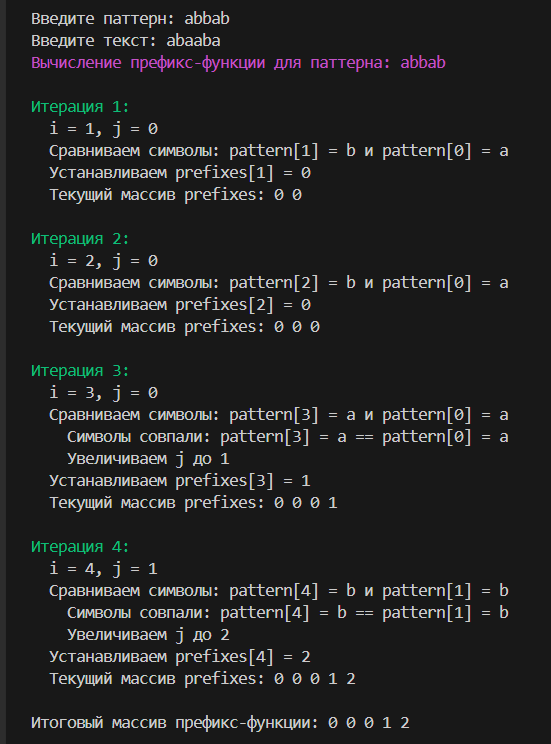 Введите паттерн: abbab
Введите текст: abaaba
Вычисление префикс-функции для паттерна: abbab
Итерация 1:
i = 1, j = 0
Сравниваем символы: pattern[1] = b и pattern[0] = a
Устанавливаем prefixes[1] = 0
Текущий массив prefixes: 0 0
Итерация 2:
i = 2, j = 0
Сравниваем символы: pattern[2] = b и pattern[0] = a
Устанавливаем prefixes[2] = 0
Текущий массив prefixes: 0 0 0
Итерация 3:
i = 3, j = 0
Сравниваем символы: pattern[3] = a и pattern[0] = a
Символы совпали: pattern[3] = a == pattern[0] = a
Увеличиваем j до 1
Устанавливаем prefixes[3] = 1
Текущий массив prefixes: 0 0 0 1
Итерация 4:
i = 4, j = 1
Сравниваем символы: pattern[4] = b и pattern[1] = b
Символы совпали: pattern[4] = b == pattern[1] = b
Увеличиваем j до 2
Устанавливаем prefixes[4] = 2
Текущий массив prefixes: 0 0 0 1 2
Итоговый массив префикс-функции: 0 0 0 1 2